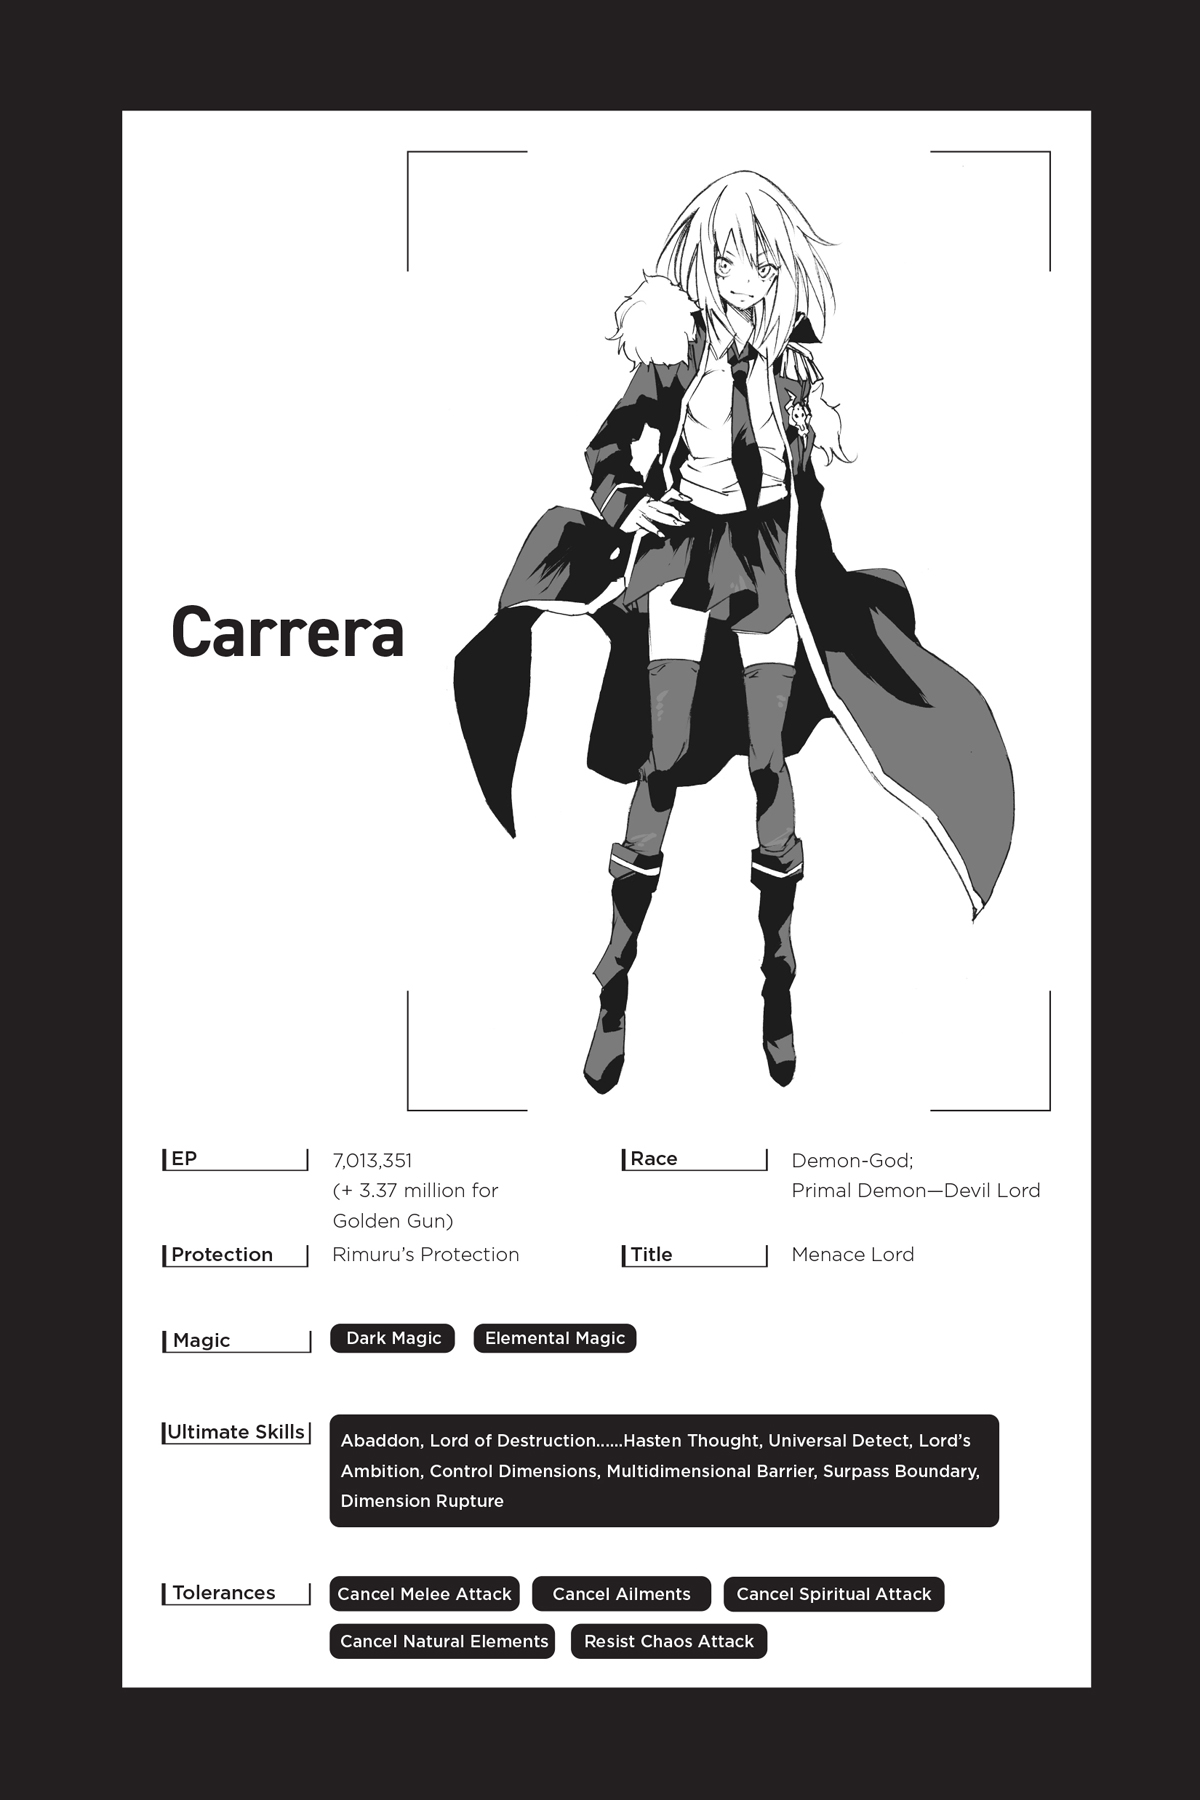 Carrera
EP
7,013,351
(+ 3.37 million for
Golden Gun)
Race
Demon-God;
Primal Demon—Devil Lord
Protection
Rimuru’s Protection
Title
Menace Lord
Magic
Dark Magic
Elemental Magic
Ultimate Skills
Abaddon, Lord of Destruction......Hasten Thought, Universal Detect, Lord’s
Ambition, Control Dimensions, Multidimensional Barrier, Surpass Boundary,
Dimension Rupture
Tolerances
Cancel Melee Attack
Cancel Ailments
Cancel Spiritual Attack
Cancel Natural Elements
Resist Chaos Attack